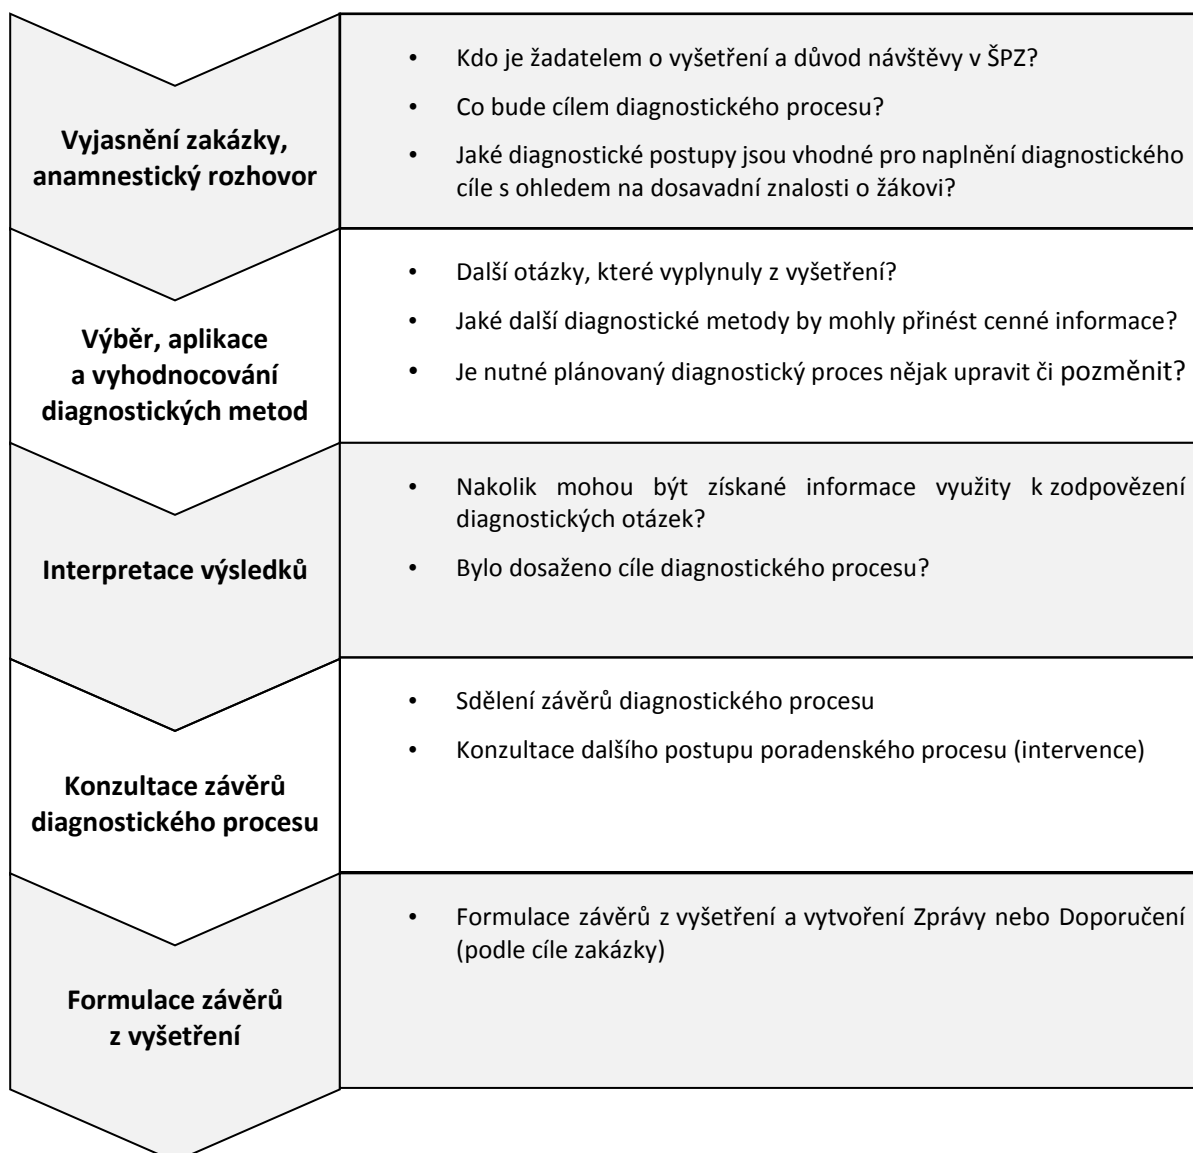 Vyjasnění zakázky,
anamnestický rozhovor
• Kdo je žadatelem o vyšetření a důvod návštěvy v ŠPZ?
• Co bude cílem diagnostického procesu?
• Jaké diagnostické postupy jsou vhodné pro naplnění diagnostického
cíle s ohledem na dosavadní znalosti o žákovi?
Výběr, aplikace
a vyhodnocování
diagnostických metod
• Další otázky, které vyplynuly z vyšetření?
• Jaké další diagnostické metody by mohly přinést cenné informace?
• Je nutné plánovaný diagnostický proces nějak upravit či pozměnit?
Interpretace výsledků
• Nakolik mohou být získané informace využity k zodpovězení
diagnostických otázek?
• Bylo dosaženo cíle diagnostického procesu?
Konzultace závěrů
diagnostického procesu
• Sdělení závěrů diagnostického procesu
• Konzultace dalšího postupu poradenského procesu (intervence)
Formulace závěrů
z vyšetření
• Formulace závěrů z vyšetření a vytvoření Zprávy nebo Doporučení
(podle cíle zakázky)